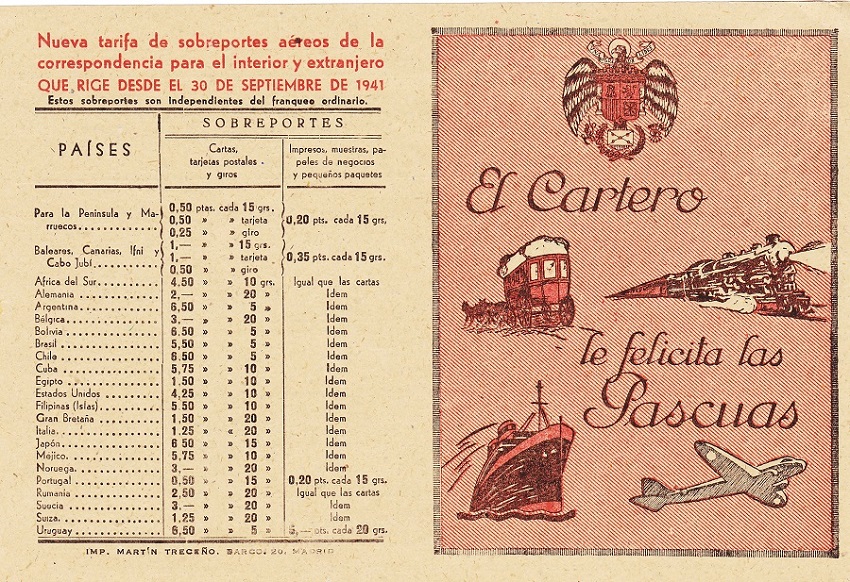 Nueva tarifa de sobreportes aéreos de la
correspondencia para el interior y extranjero
QUE RIGE DESDE EL 30 DE SEPTIEMBRE DE 1941
Estos sobreportes son independientes del franqueo ordinario.
PAÍSES
SOBREPORTES
Cartas,
tarjetas postales
y giros
Impresos, muestras, pa-
peles de negocios
y pequeños paquetes
Para la Peninsula y Ma-
rruecos
0,50 ptas. cada 15 grs.
0,50 » » tarjeta
0,25 » » giro
0,20 pts. cada 15 grs.
Baleares, Canarias, Ifni y
Cabo Jubí
1,— » » 15 grs.
1,— » » tarjeta
0,50 » » giro
0,35 pts. cada 15 grs.
Africa del Sur 4,50 » » 10 grs. Igual que las cartas
Alemania 2,— » » 20 » Idem
Argentina 6,50 » » 5 » Idem
Bélgica 3,— » » 20 » Idem
Bolivia 6.50 » » 5 » Idem
Brasil 5,50 » » 5 » Idem
Chile 6.50 » » 5 » Idem
Cuba 5,75 » » 10 » Idem
Egipto 1.50 » » 10 » Idem
Estados Unidos 4,25 » » 10 » Idem
Filipinas (Islas) 5 50 » » 10 » Idem
Gran Bretaña 1,50 » » 20 » Idem
Italia 1.25 » « 20 » Idem
Japón 6 50 » » 15 » Idem
Mejico 5,75 » » 10 » Idem
Noruega 3,— » » 20 » Idem
Portugal 0,50 » » 15 » 0,20 pts. cada 15 grs.
Rumania 2,50 » » 20 » Igual que las cartas
Suecia 3.— » » 20 » Idem
Suiza 1,25 » » 20 » Idem
Uruguay 6,50 » » 5 » 6,— pts. cada 20 grs.
IMP. MARTÍN TRECEÑO. BARCO, 20. MADRID
El Cartero
le felicita las
Pascuas